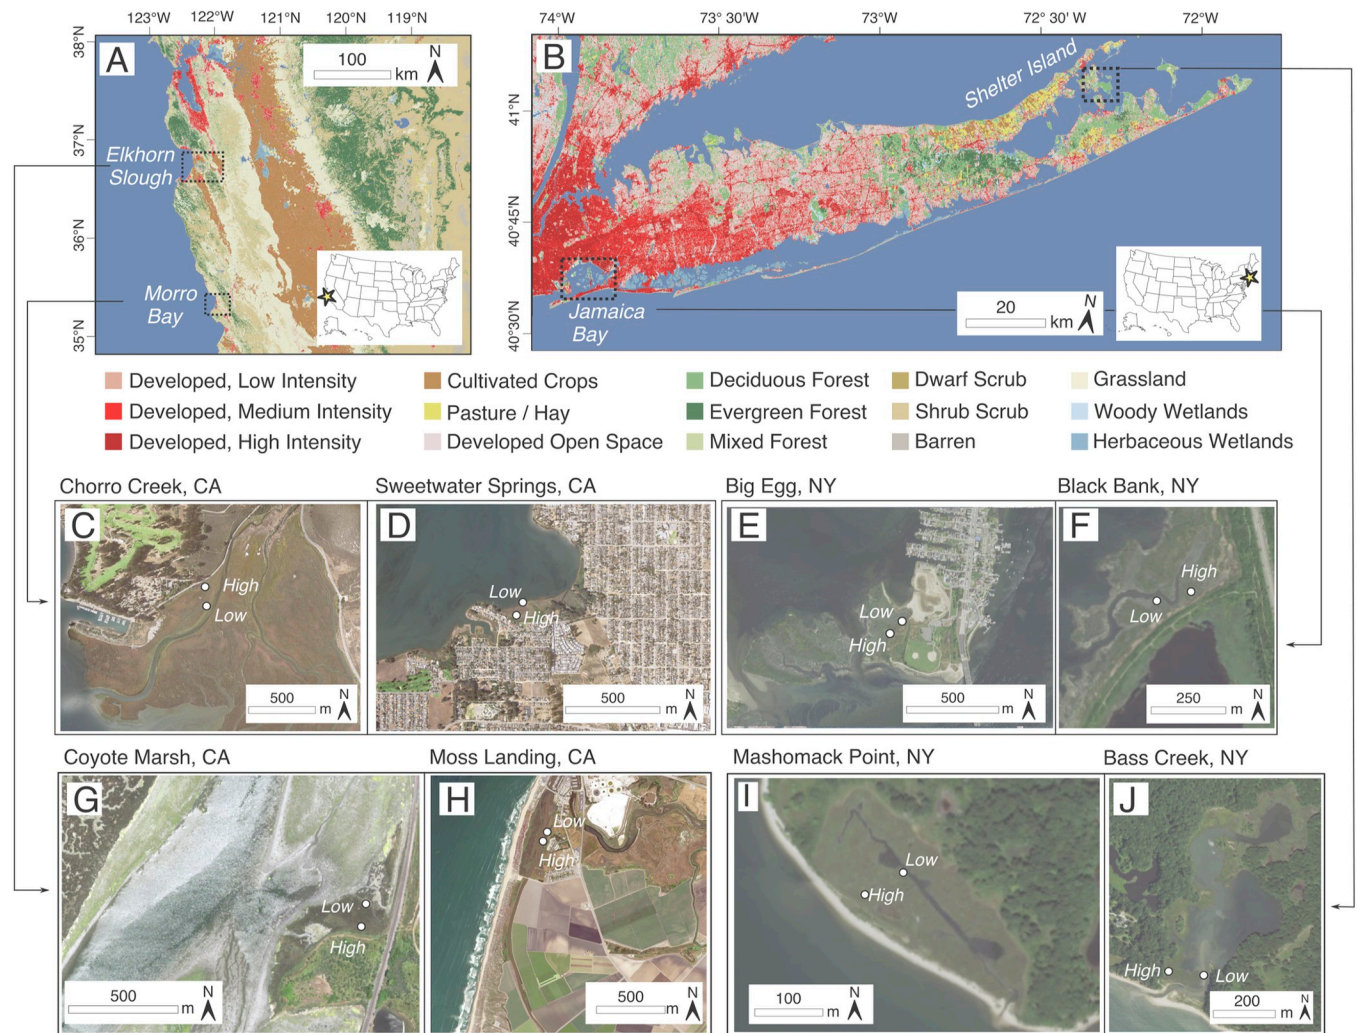 123°W 122°W 121°N 120°N 119°N
74°W 73° 30' W 73°W 72° 30' W 72°W
38°N
37°N
36°N
35°N
A
100
km
N
Elkhorn
Slough
Morro
Bay
41°N
40°45'N
40°30'N
B
Shelter Island
Jamaica
Bay
20
km
N
Developed, Low Intensity
Developed, Medium Intensity
Developed, High Intensity
Cultivated Crops
Pasture / Hay
Developed Open Space
Deciduous Forest
Evergreen Forest
Mixed Forest
Dwarf Scrub
Shrub Scrub
Barren
Grassland
Woody Wetlands
Herbaceous Wetlands
Chorro Creek, CA
C
High
Low
500
m
N
Sweetwater Springs, CA
D
Low
High
500
m
N
Big Egg, NY
E
Low
High
500
m
N
Black Bank, NY
F
High
Low
250
m
N
Coyote Marsh, CA
G
Low
High
500
m
N
Moss Landing, CA
H
Low
High
500
m
N
Mashomack Point, NY
I
Low
High
100
m
N
Bass Creek, NY
J
High
Low
200
m
N